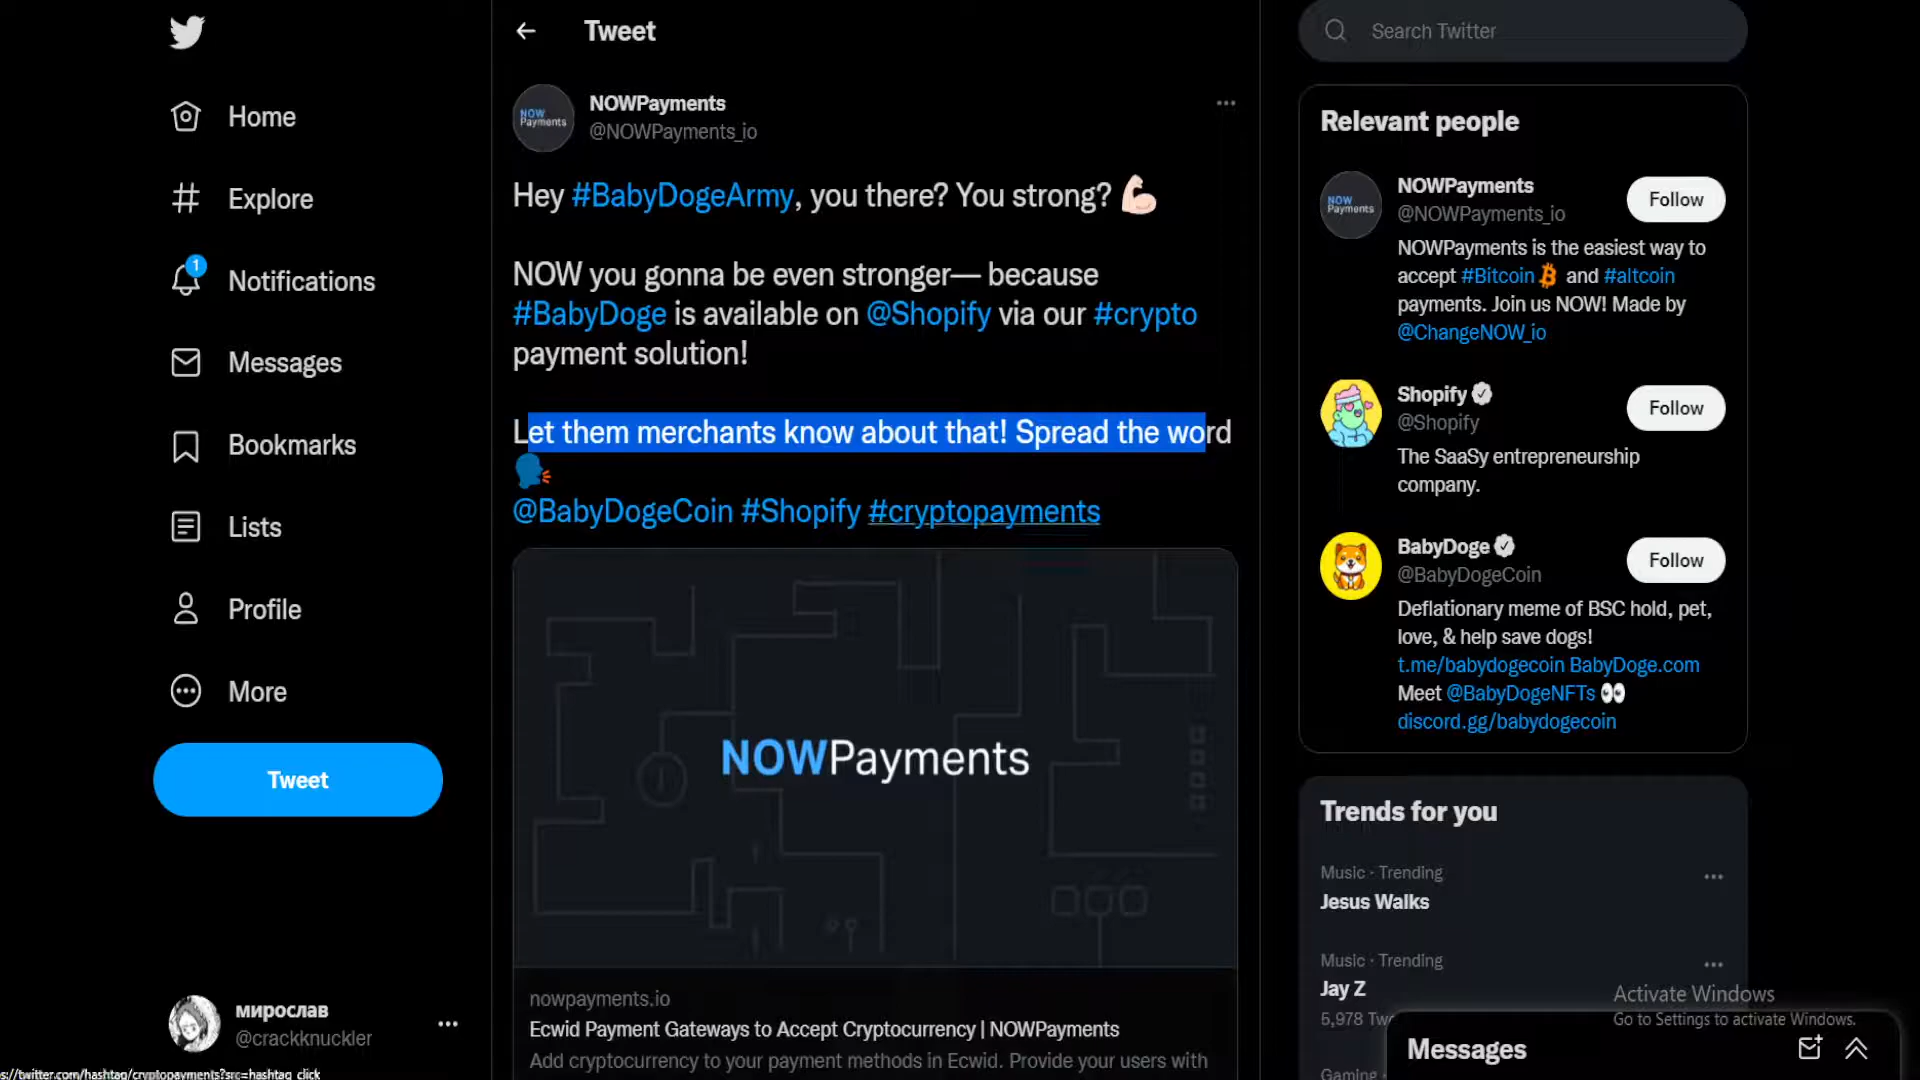 Home
Explore
1
Notifications
Messages
Bookmarks
Lists
Profile
More
Tweet
мирослав
@crackknuckler
s://twitter.com/hashtag/cryptopayments?src=hashtag_click
Tweet
NOW
Payments
NOWPayments
@NOWPayments_io
Hey #BabyDogeArmy, you there? You strong? 💪🏻
NOW you gonna be even stronger— because
#BabyDoge is available on @Shopify via our #crypto
payment solution!
Let them merchants know about that! Spread the word
🗣
@BabyDogeCoin #Shopify #cryptopayments
NOWPayments
nowpayments.io
Ecwid Payment Gateways to Accept Cryptocurrency | NOWPayments
Add cryptocurrency to your payment methods in Ecwid. Provide your users with
Search Twitter
Relevant people
NOW
Payments
NOWPayments
@NOWPayments_io
Follow
NOWPayments is the easiest way to
accept #Bitcoin and #altcoin
payments. Join us NOW! Made by
@ChangeNOW_io
Shopify
@Shopify
Follow
The SaaSy entrepreneurship
company.
BabyDoge
@BabyDogeCoin
Follow
Deflationary meme of BSC hold, pet,
love, & help save dogs!
t.me/babydogecoin BabyDoge.com
Meet @BabyDogeNFTs 👀
discord.gg/babydogecoin
Trends for you
Music · Trending
Jesus Walks
Music · Trending
Jay Z
5,978 Tw
Activate Windows
Go to Settings to activate Windows.
Gaming
Messages